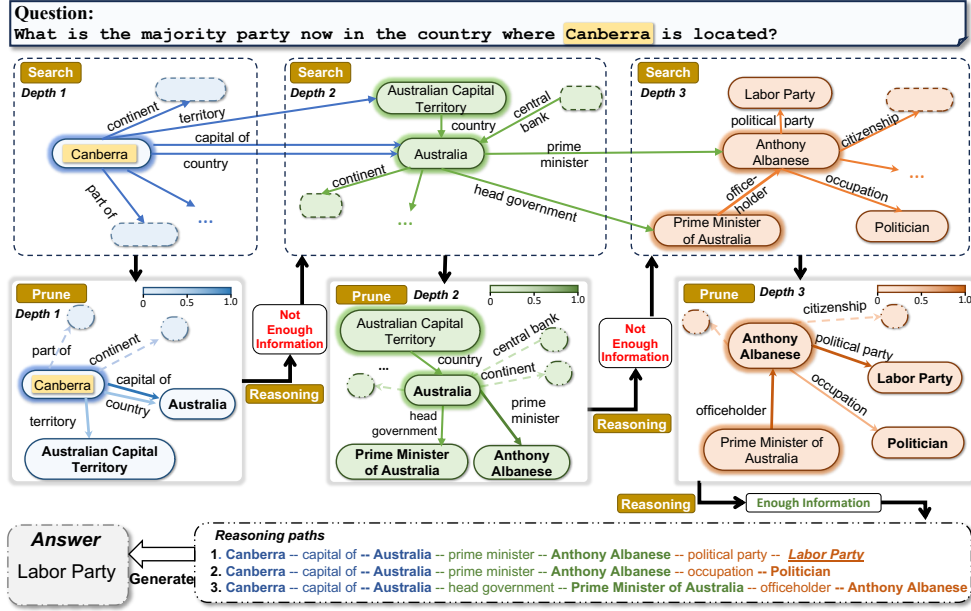 Question:
What is the majority party now in the country where Canberra is located?
Search
Depth 1
continent
territory
capital of
country
Canberra
part of
...
Search
Depth 2
Australian Capital
Territory
country
central
bank
Australia
continent
...
head government
prime
minister
Search
Depth 3
Labor Party
political party
citizenship
Anthony
Albanese
...
office-
holder
occupation
Prime Minister
of Australia
Politician
Prune
Depth 1
0
0.5
1.0
part of
continent
Canberra
capital of
country
Australia
territory
Australian Capital
Territory
Not
Enough
Information
Reasoning
Prune
Depth 2
0
0.5
1.0
Australian Capital
Territory
country
central bank
...
continent
Australia
head
government
prime
minister
Prime Minister
of Australia
Anthony
Albanese
Not
Enough
Information
Reasoning
Prune
Depth 3
0
0.5
1.0
citizenship
Anthony
Albanese
political party
Labor Party
occupation
officeholder
Prime Minister of
Australia
Politician
Reasoning
Enough Information
Answer
Labor Party
Generate
Reasoning paths
1. Canberra -- capital of -- Australia -- prime minister -- Anthony Albanese -- political party -- Labor Party
2. Canberra -- capital of -- Australia -- prime minister -- Anthony Albanese -- occupation -- Politician
3. Canberra -- capital of -- Australia -- head government -- Prime Minister of Australia -- officeholder -- Anthony Albanese